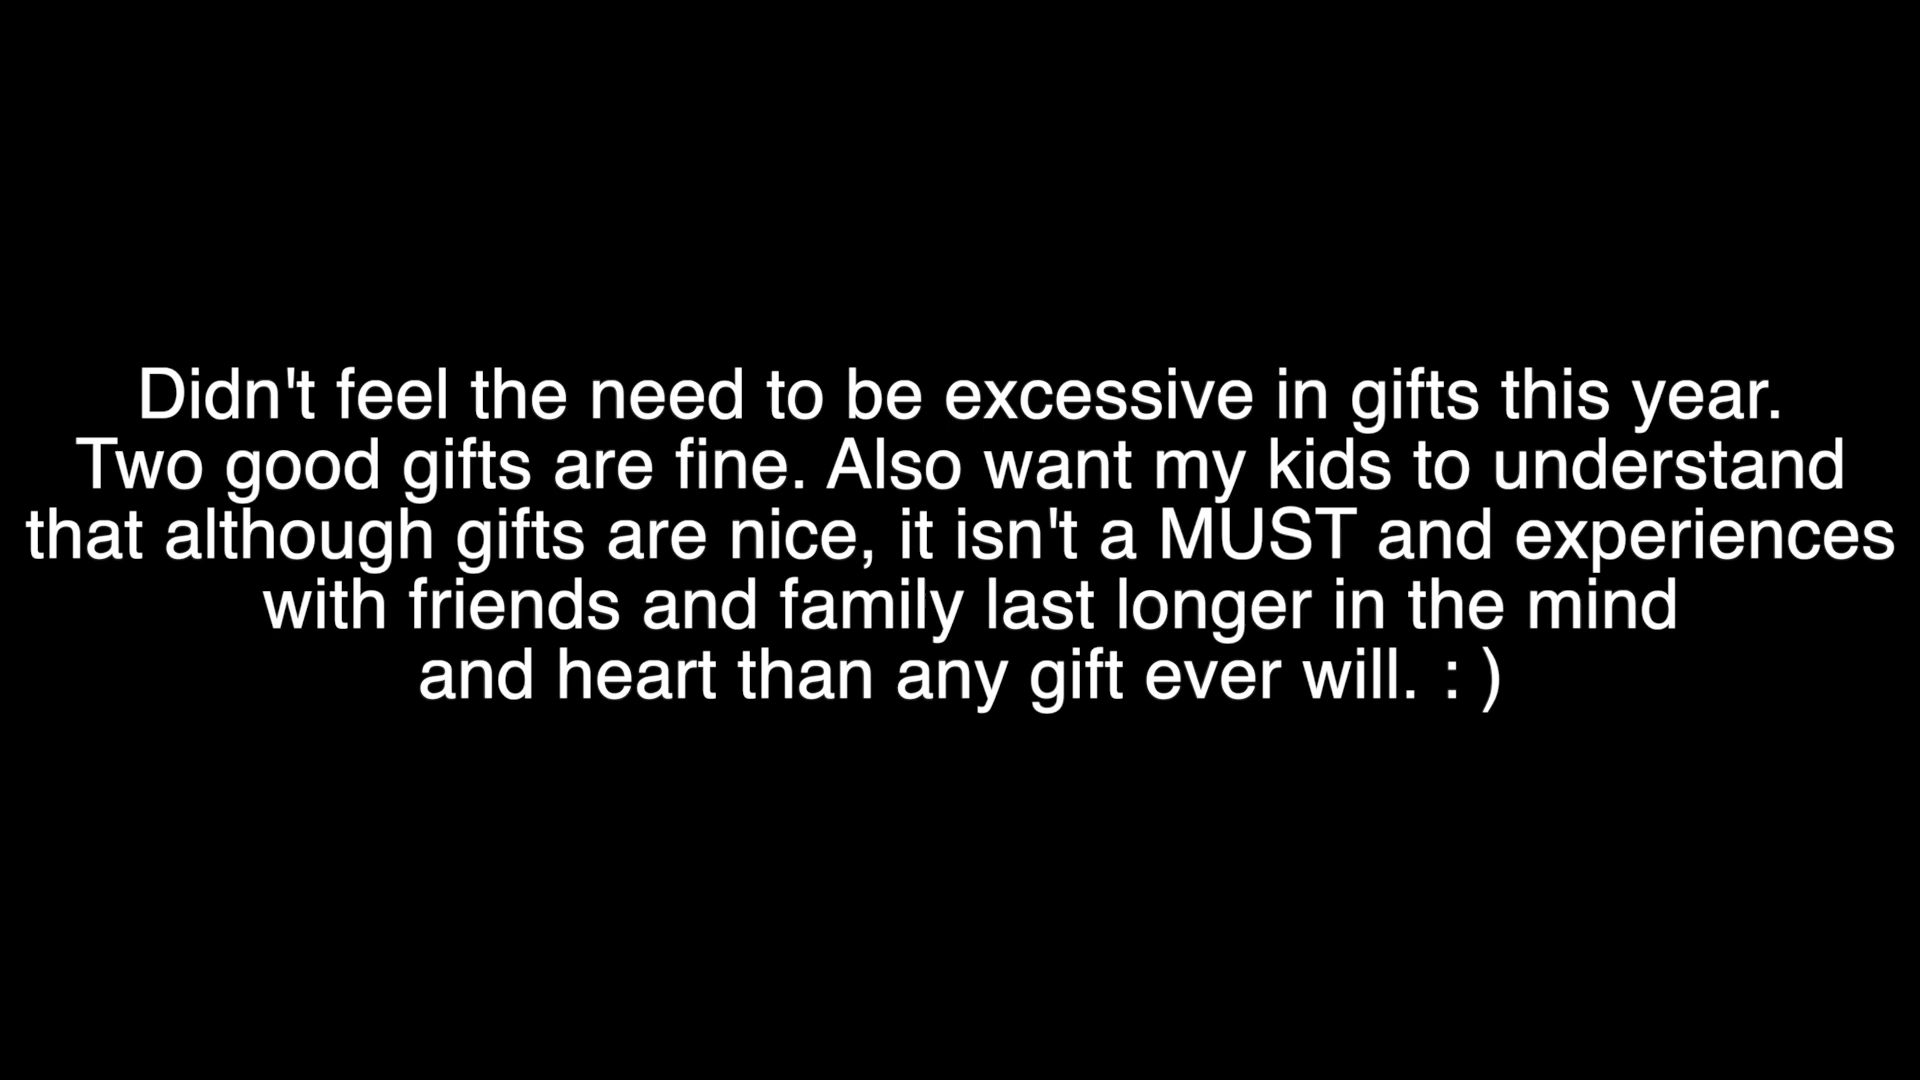 Didn't feel the need to be excessive in gifts this year.
Two good gifts are fine. Also want my kids to understand
that although gifts are nice, it isn't a MUST and experiences
with friends and family last longer in the mind
and heart than any gift ever will. : )